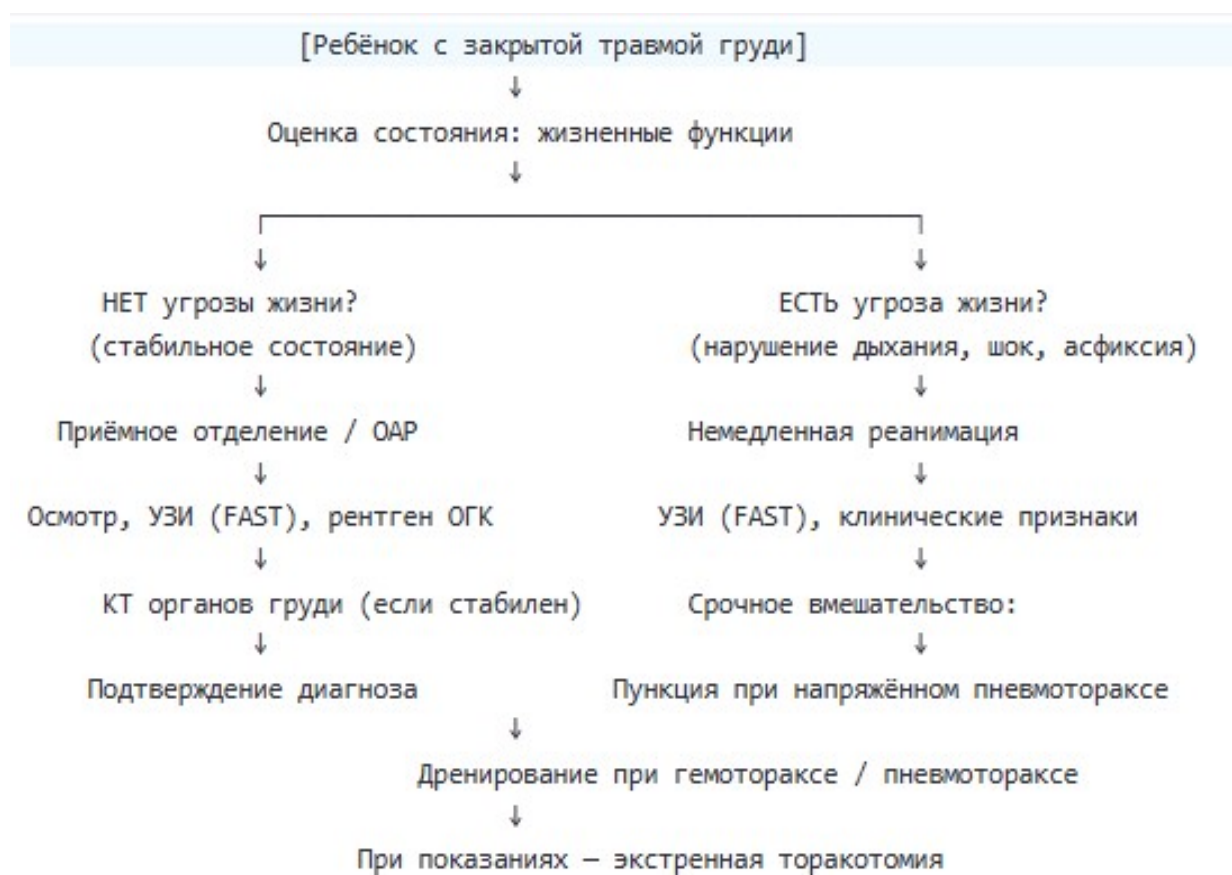 [Ребёнок с закрытой травмой груди]
↓
Оценка состояния: жизненные функции
↓
↓ ↓
НЕТ угрозы жизни? ЕСТЬ угроза жизни?
(стабильное состояние) (нарушение дыхания, шок, асфиксия)
↓ ↓
Приёмное отделение / ОАР Немедленная реанимация
↓ ↓
Осмотр, УЗИ (FAST), рентген ОГК УЗИ (FAST), клинические признаки
↓ ↓
КТ органов груди (если стабилен) Срочное вмешательство:
↓ ↓
Подтверждение диагноза Пункция при напряжённом пневмотораксе
↓
Дренирование при гемотораксе / пневмотораксе
↓
При показаниях — экстренная торакотомия